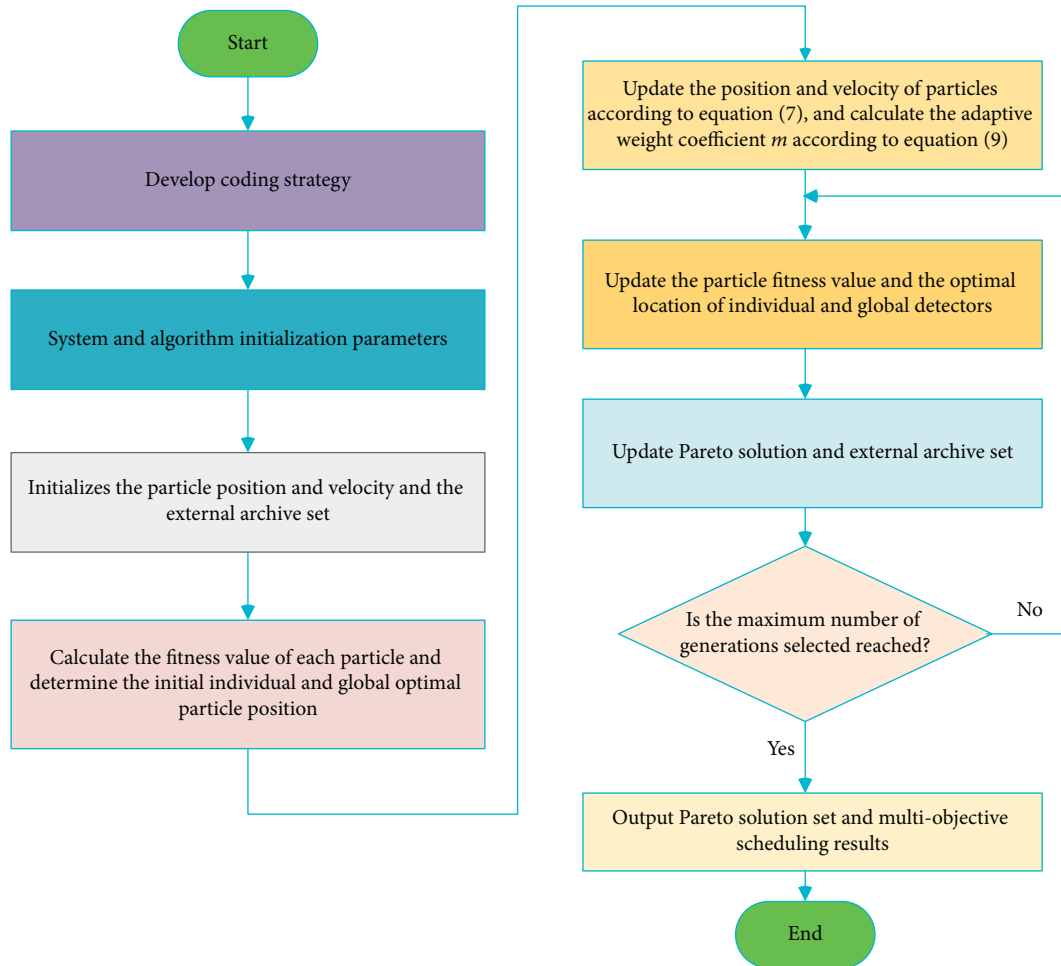 Start
Develop coding strategy
System and algorithm initialization parameters
Initializes the particle position and velocity and the
external archive set
Calculate the fitness value of each particle and
determine the initial individual and global optimal
particle position
Update the position and velocity of particles
according to equation (7), and calculate the adaptive
weight coefficient m according to equation (9)
Update the particle fitness value and the optimal
location of individual and global detectors
Update Pareto solution and external archive set
Is the maximum number of
generations selected reached?
No
Yes
Output Pareto solution set and multi-objective
scheduling results
End